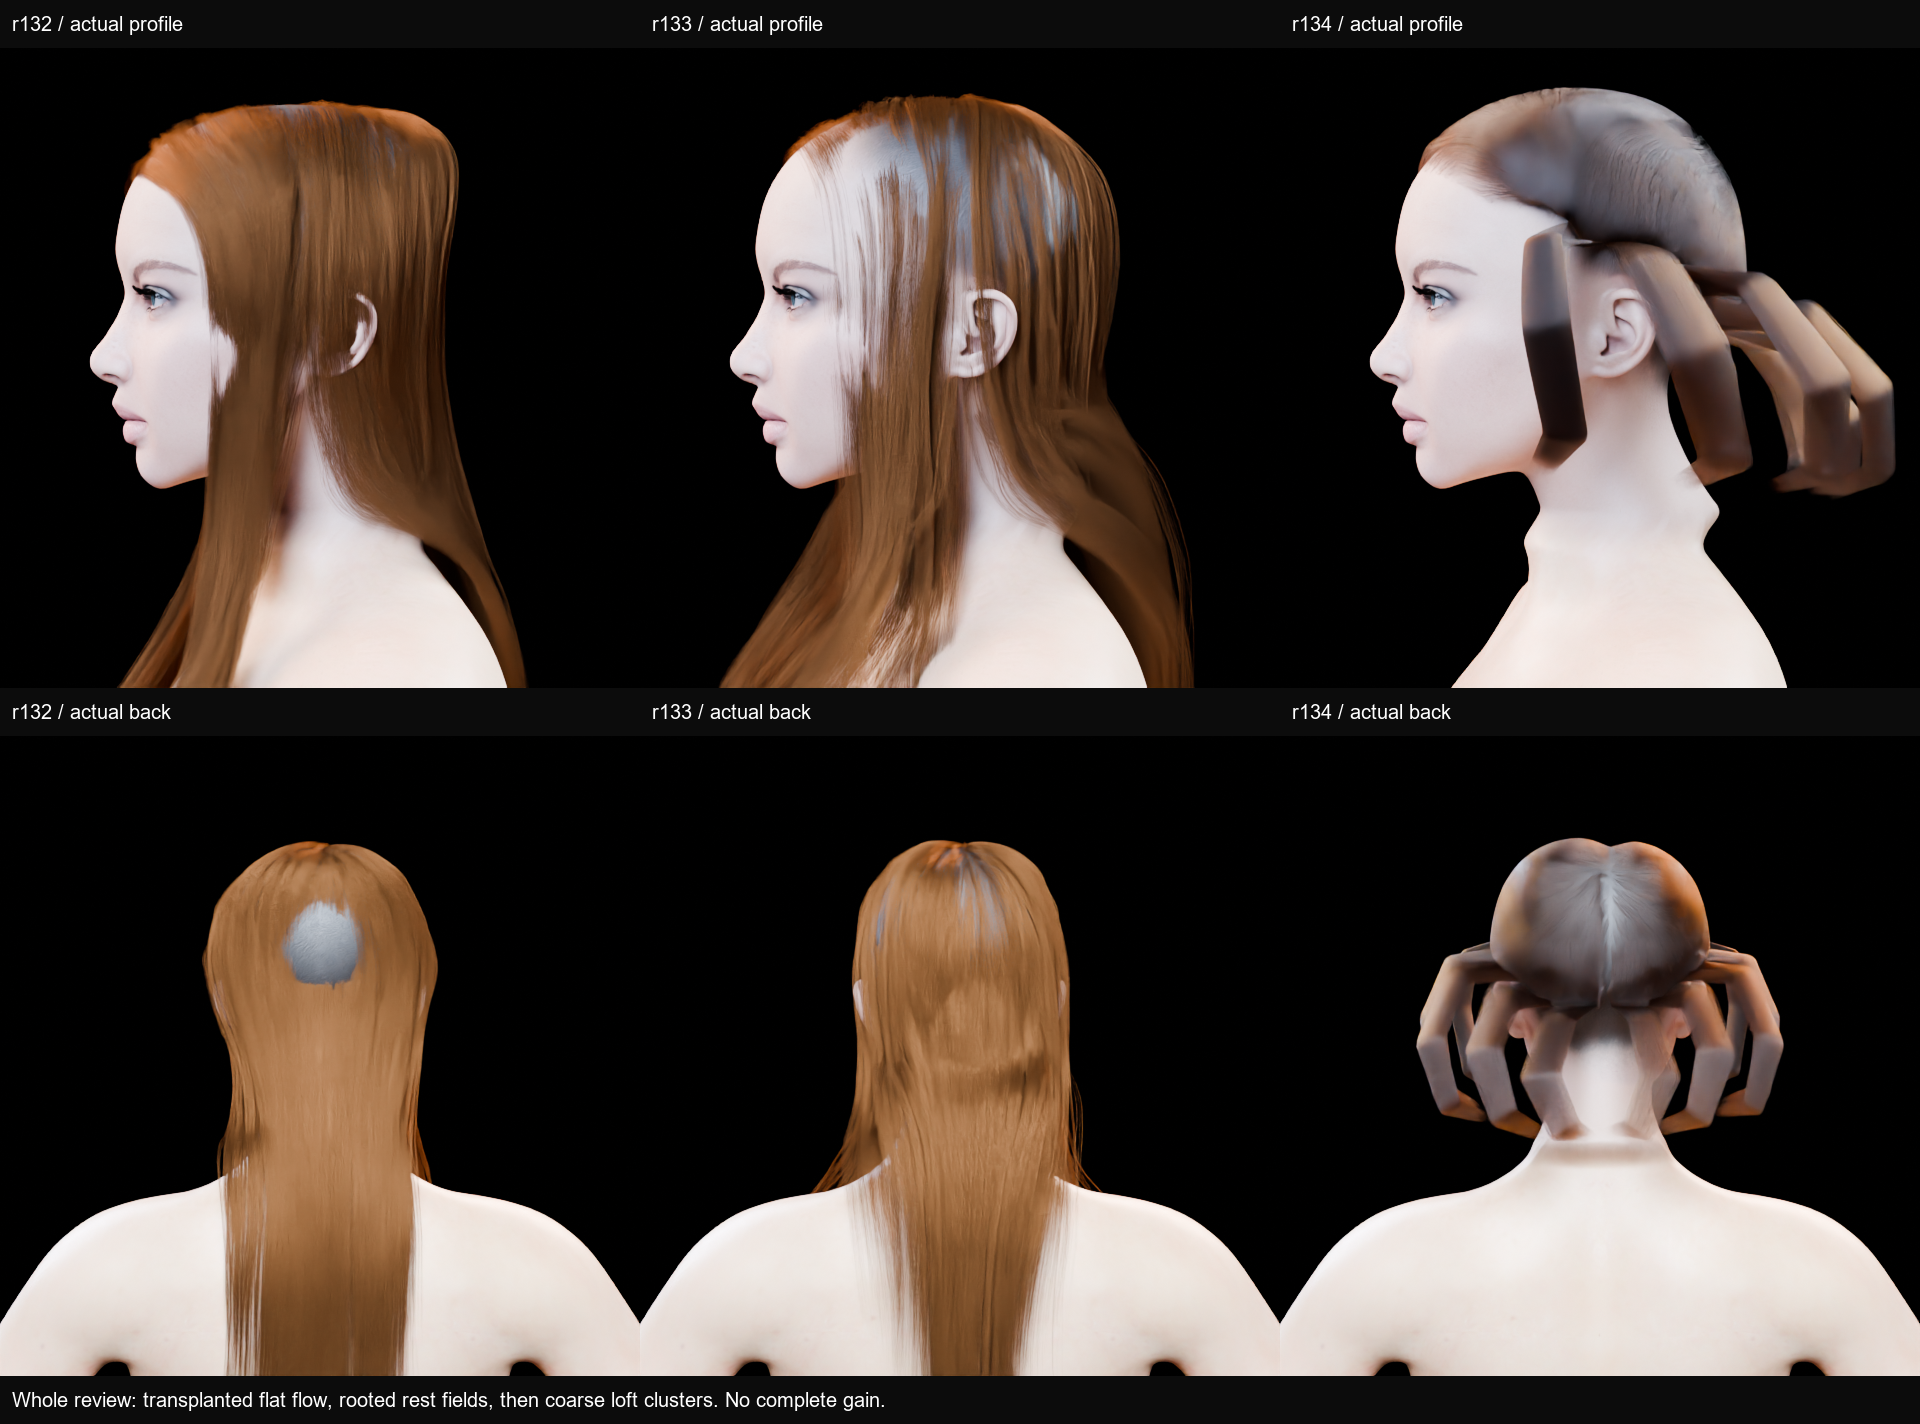 r132 / actual profile
r133 / actual profile
r134 / actual profile
r132 / actual back
r133 / actual back
r134 / actual back
Whole review: transplanted flat flow, rooted rest fields, then coarse loft clusters. No complete gain.